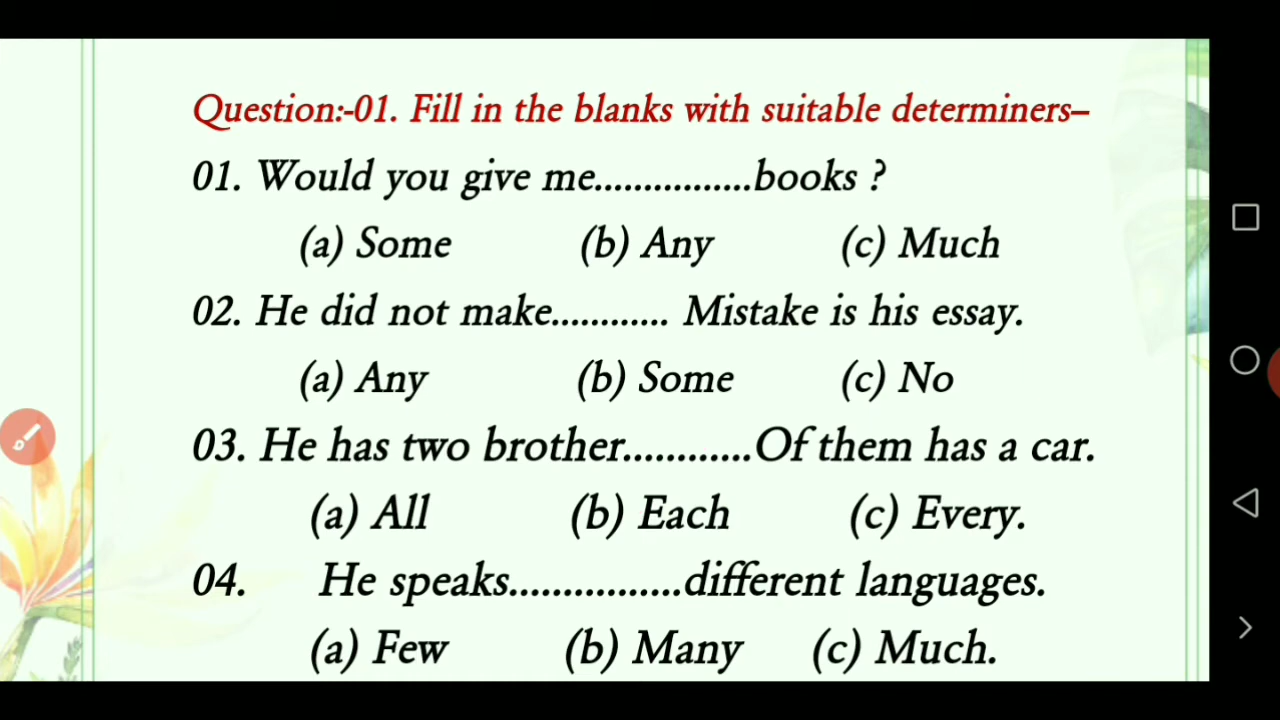 Question:-01. Fill in the blanks with suitable determiners–
01. Would you give me................books ?
(a) Some (b) Any (c) Much
02. He did not make............ Mistake is his essay.
(a) Any (b) Some (c) No
03. He has two brother............Of them has a car.
(a) All (b) Each (c) Every.
04. He speaks................different languages.
(a) Few (b) Many (c) Much.